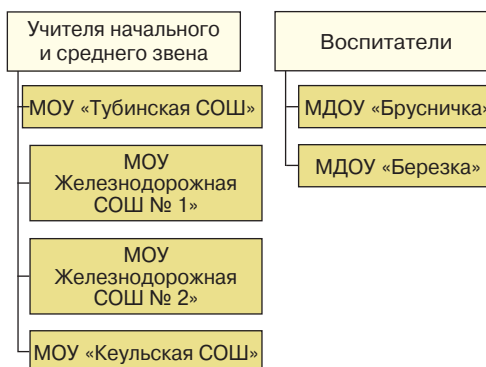 Учителя начального
и среднего звена
МОУ «Тубинская СОШ»
МОУ
Железнодорожная
СОШ № 1»
МОУ
Железнодорожная
СОШ № 2»
МОУ «Кеульская СОШ»
Воспитатели
МДОУ «Брусничка»
МДОУ «Березка»